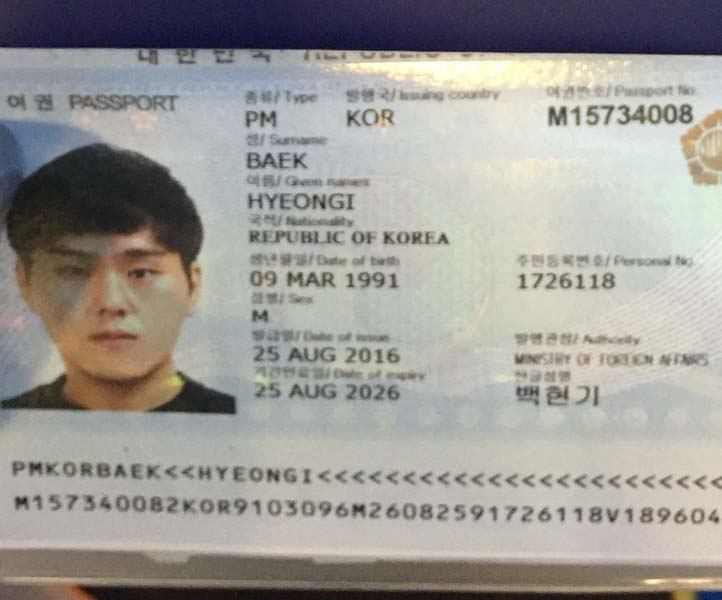 대한민국
여권 PASSPORT
종류/Type 발행국/Issuing country 여권번호/Passport No.
PM KOR M15734008
성/Surname
BAEK
이름/Given names
HYEONGI
국적/Nationality
REPUBLIC OF KOREA
생년월일/Date of birth 주민등록번호/Personal No.
09 MAR 1991 1726118
성별/Sex
M
발급일/Date of issue 발행관청/Authority
25 AUG 2016 MINISTRY OF FOREIGN AFFAIRS
기간만료일/Date of expiry 한글성명
25 AUG 2026 백현기
PMKORBAEK<<HYEONGI<<<<<<<<<<<<<<<<<<<<<<<<
M157340082KOR9103096M26082591726118V189604